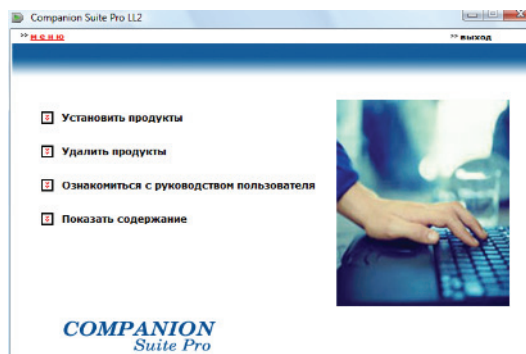 Companion Suite Pro LL2
>> меню
>> выход
Установить продукты
Удалить продукты
Ознакомиться с руководством пользователя
Показать содержание
COMPANION
Suite Pro